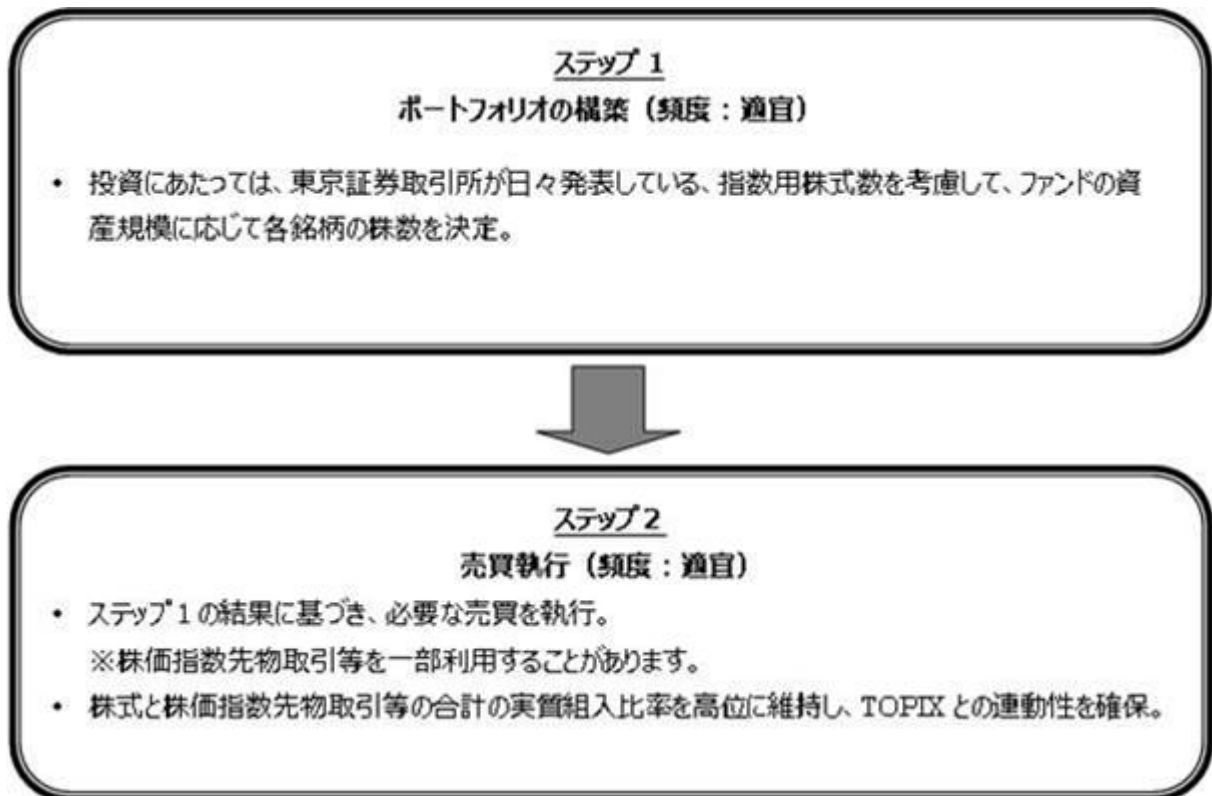 ステップ 1
ポートフォリオの構築（頻度：適宜）
• 投資にあたっては、東京証券取引所が日々発表している、指数用株式数を考慮して、ファンドの資
産規模に応じて各銘柄の株数を決定。
ステップ 2
売買執行（頻度：適宜）
• ステップ 1 の結果に基づき、必要な売買を執行。
※株価指数先物取引等を一部利用することがあります。
• 株式と株価指数先物取引等の合計の実質組入比率を高位に維持し、TOPIX との連動性を確保。